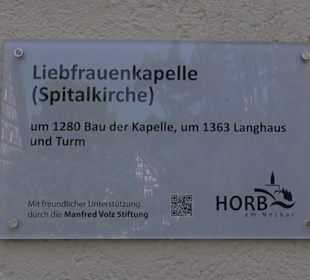 Liebfrauenkapelle
(Spitalkirche)
um 1280 Bau der Kapelle, um 1363 Langhaus
und Turm
Mit freundlicher Unterstützung
durch die Manfred Volz Stiftung
HORB
am Neckar